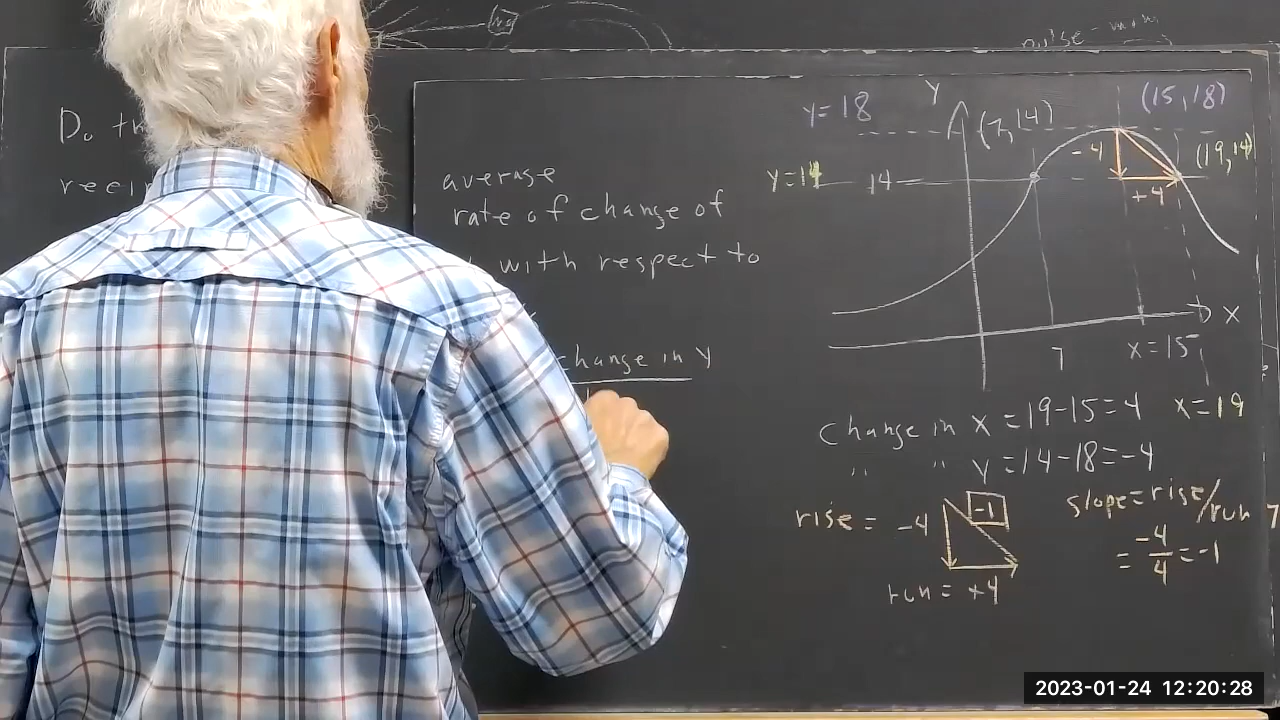 Do
average
rate of change of
with respect to
change in Y
y=18
Y
(7,14)
(15,18)
(19,14)
y=14
14
-4
+4
X
7
x=15
change in X=19-15=4
x=19
" " y=14-18=-4
rise = -4
-1
run = +4
slope=rise/run
= -4/4 = -1
2023-01-24 12:20:28